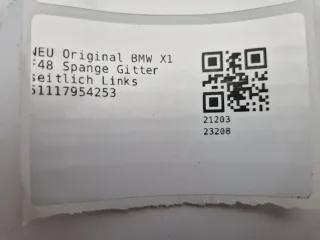 NEU Original BMW X1
F48 Spange Gitter
seitlich Links
51117954253
21203
23208